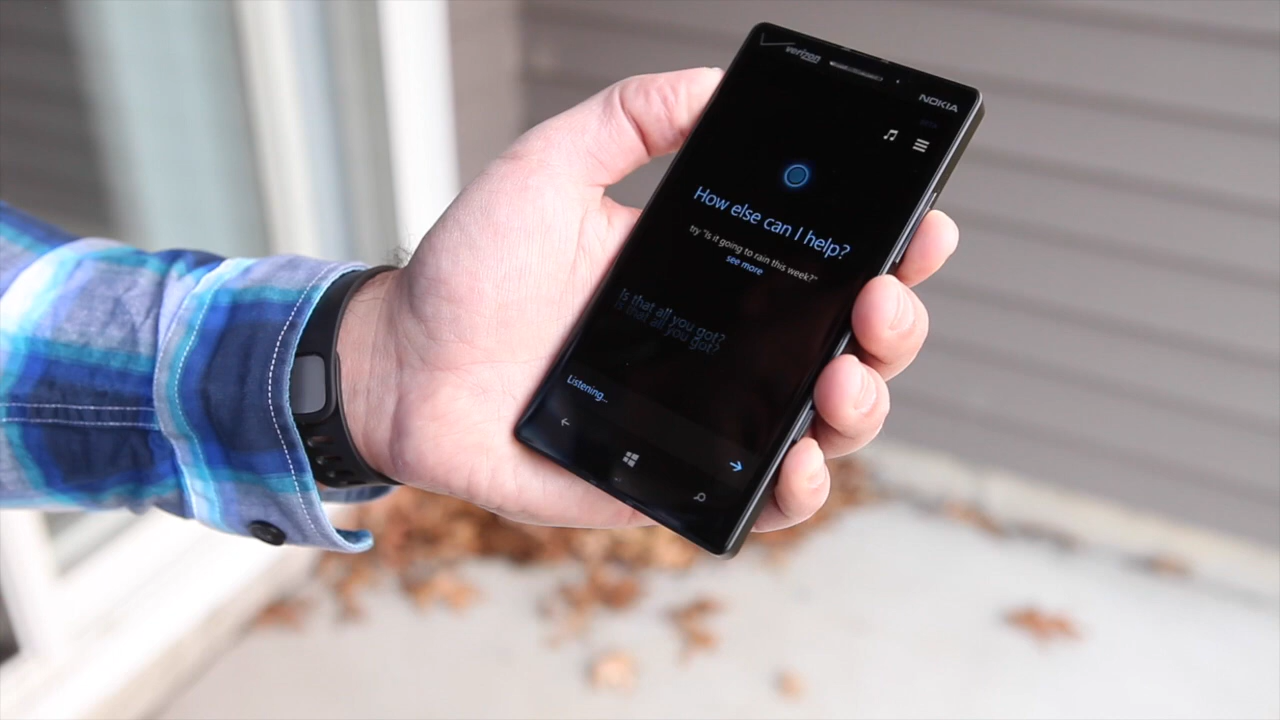 verizon
NOKIA
beta
How else can I help?
try "Is it going to rain this week?"
see more
Is that all you got?
Is that all you got?
Listening...